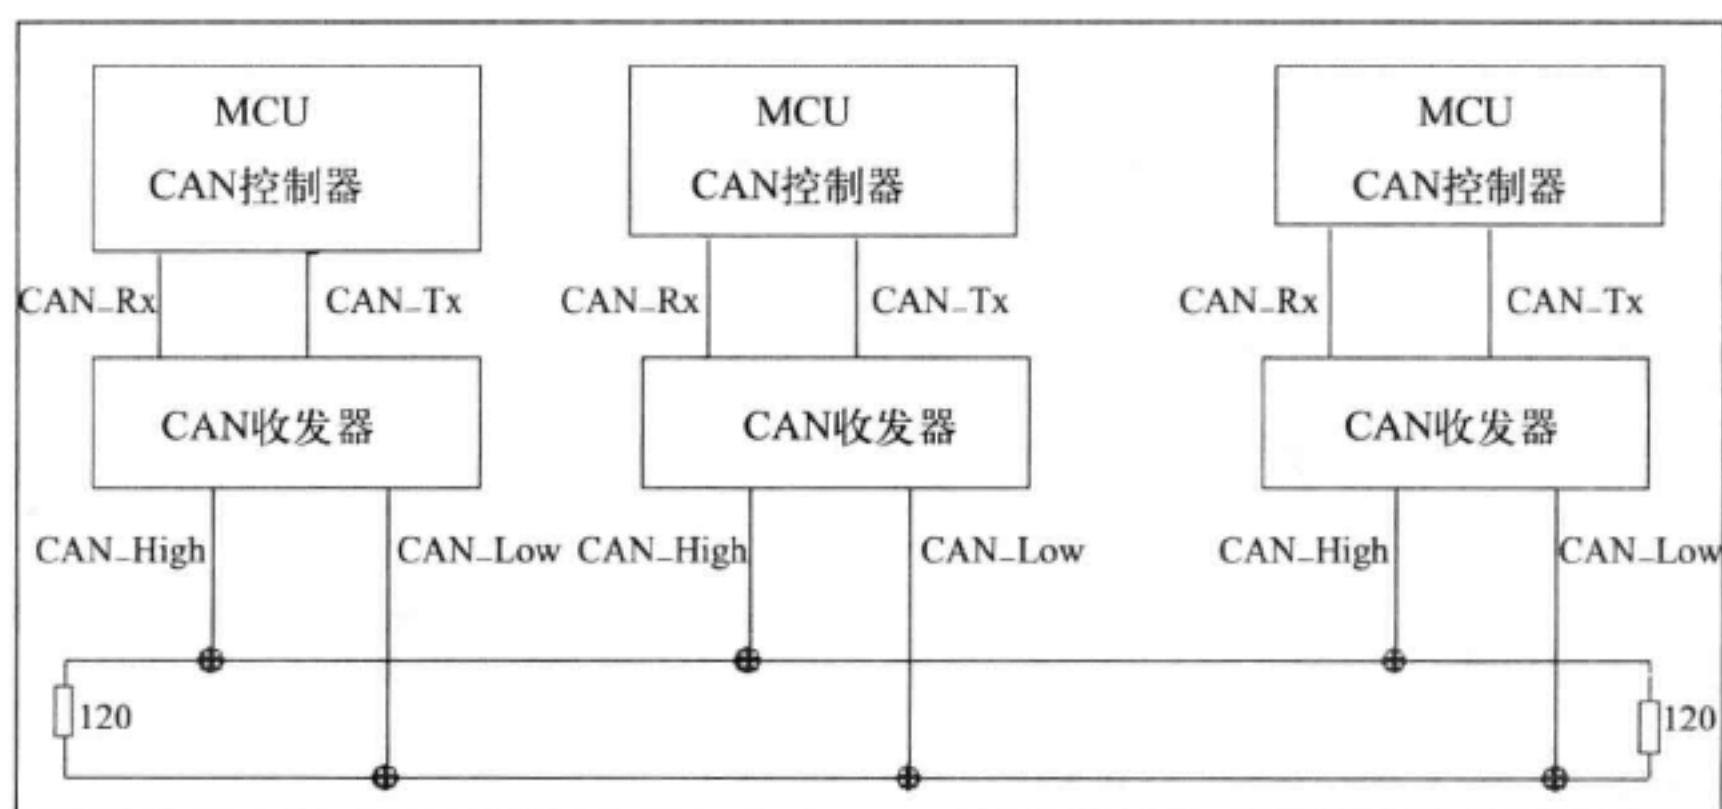 MCU
CAN控制器
MCU
CAN控制器
MCU
CAN控制器
CAN_Rx
CAN_Tx
CAN_Rx
CAN_Tx
CAN_Rx
CAN_Tx
CAN收发器
CAN收发器
CAN收发器
CAN_High
CAN_Low
CAN_High
CAN_Low
CAN_High
CAN_Low
120
120